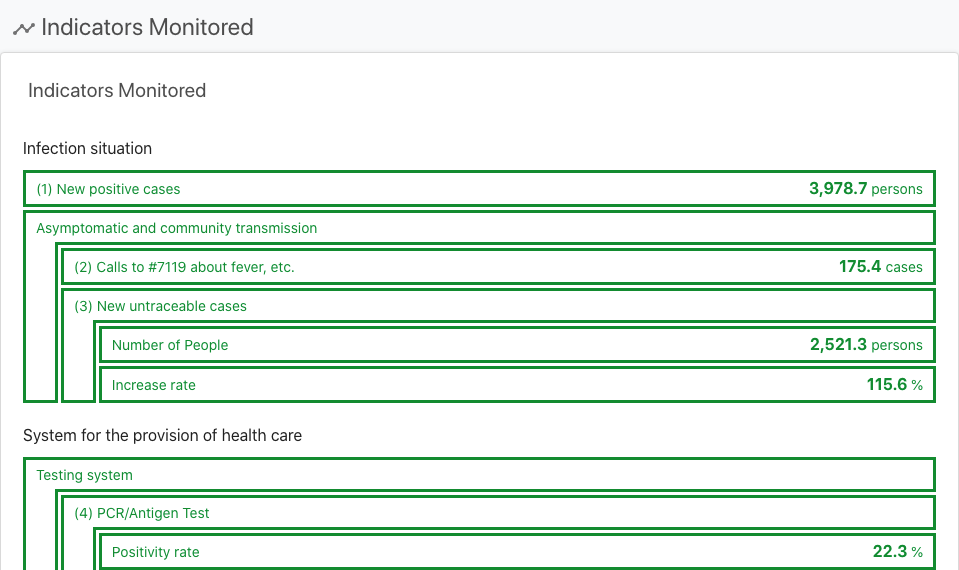 Indicators Monitored
Indicators Monitored
Infection situation
(1) New positive cases 3,978.7 persons
Asymptomatic and community transmission
(2) Calls to #7119 about fever, etc. 175.4 cases
(3) New untraceable cases
Number of People 2,521.3 persons
Increase rate 115.6 %
System for the provision of health care
Testing system
(4) PCR/Antigen Test
Positivity rate 22.3 %